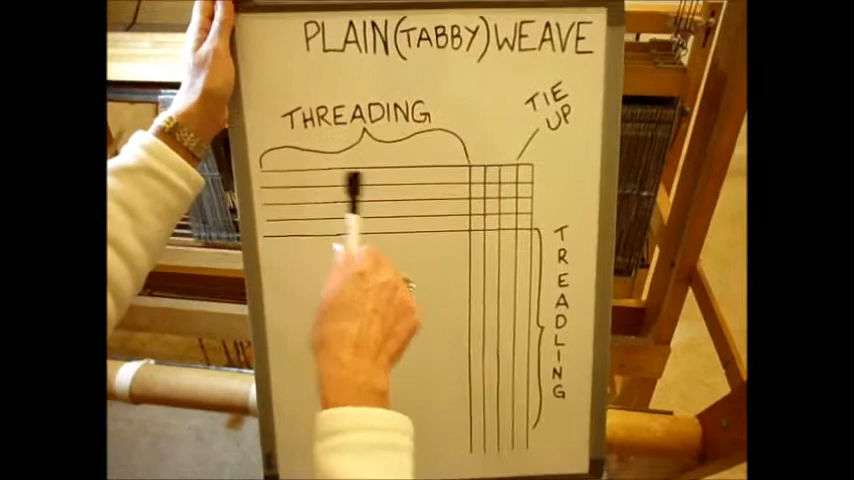 PLAIN (TABBY) WEAVE
THREADING
TIE
UP
TREADLING